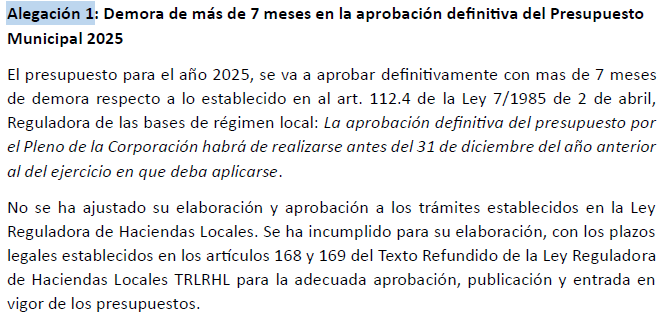 Alegación 1: Demora de más de 7 meses en la aprobación definitiva del Presupuesto
Municipal 2025
El presupuesto para el año 2025, se va a aprobar definitivamente con mas de 7 meses
de demora respecto a lo establecido en al art. 112.4 de la Ley 7/1985 de 2 de abril,
Reguladora de las bases de régimen local: La aprobación definitiva del presupuesto por
el Pleno de la Corporación habrá de realizarse antes del 31 de diciembre del año anterior
al del ejercicio en que deba aplicarse.
No se ha ajustado su elaboración y aprobación a los trámites establecidos en la Ley
Reguladora de Haciendas Locales. Se ha incumplido para su elaboración, con los plazos
legales establecidos en los artículos 168 y 169 del Texto Refundido de la Ley Reguladora
de Haciendas Locales TRLRHL para la adecuada aprobación, publicación y entrada en
vigor de los presupuestos.